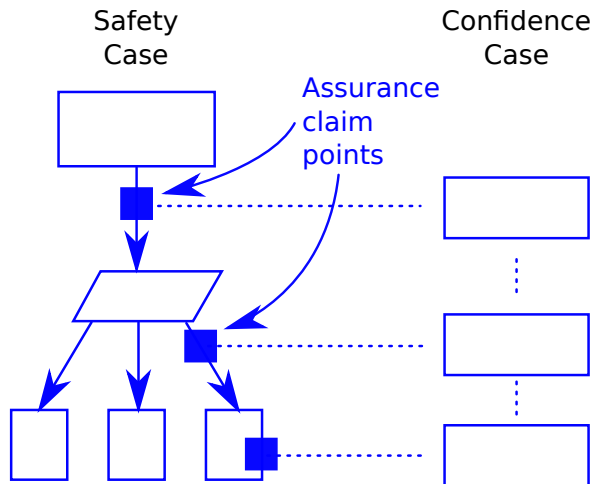 Safety
Case
Confidence
Case
Assurance
claim
points